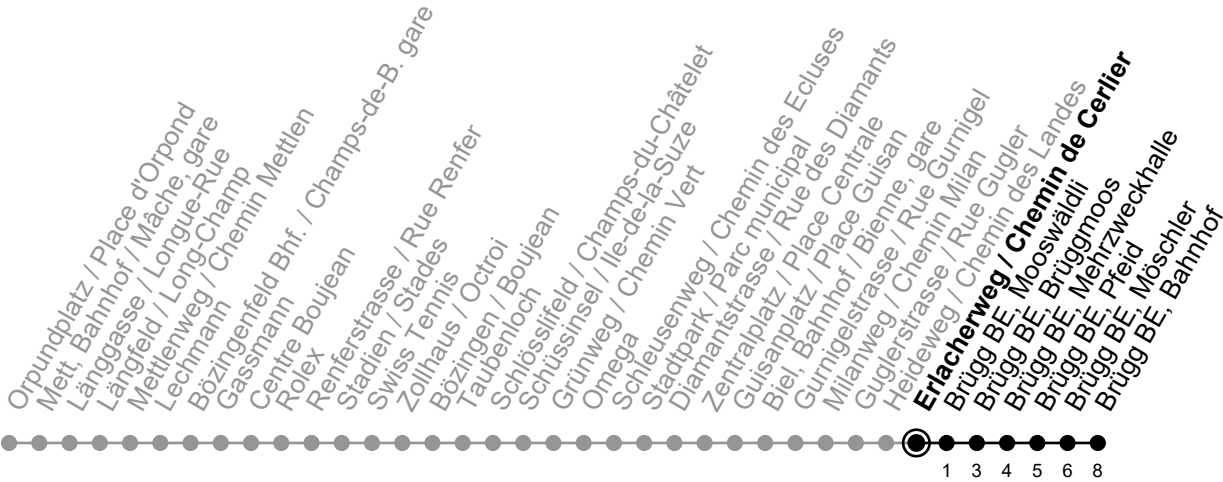 Orpundplatz / Place d'Orpond
Mett, Bahnhof / Mâche, gare
Länggasse / Longue-Rue
Längfeld / Long-Champ
Mettlenweg / Chemin Mettlen
Lechmann
Bözingenfeld Bhf. / Champs-de-B. gare
Gassmann
Centre Boujean
Rolex
Renferstrasse / Rue Renfer
Stadien / Stades
Swiss Tennis
Zollhaus / Octroi
Bözingen / Boujean
Taubenloch
Schösslifeld / Champs-du-Châtelet
Schüssinsel / Ile-de-la-Suze
Grünweg / Chemin Vert
Omega
Schleusenweg / Chemin des Ecluses
Stadtpark / Parc municipal
Diamantstrasse / Rue des Diamants
Zentralplatz / Place Centrale
Guisanplatz / Place Guisan
Biel, Bahnhof / Bienne, gare
Gurnigelstrasse / Rue Gurnigel
Milanweg / Chemin Milan
Guglerstrasse / Rue Gugler
Heideweg / Chemin des Landes
Erlacherweg / Chemin de Cerlier
Brügg BE, Mooswäldli
Brügg BE, Brüggmoos
Brügg BE, Mehrzweckhalle
Brügg BE, Pfeid
Brügg BE, Möschler
Brügg BE, Bahnhof
1 3 4 5 6 8